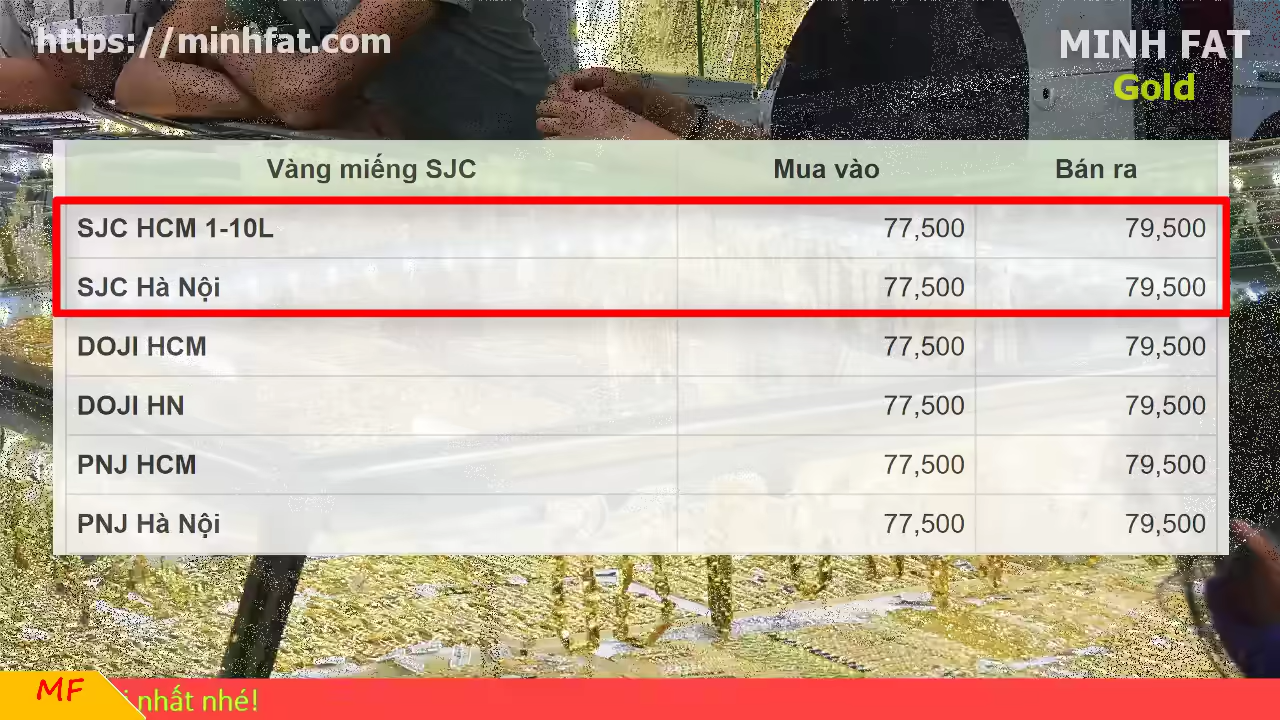 https://minhfat.com
MINH FAT
Gold
Vàng miếng SJC Mua vào Bán ra
SJC HCM 1-10L 77,500 79,500
SJC Hà Nội 77,500 79,500
DOJI HCM 77,500 79,500
DOJI HN 77,500 79,500
PNJ HCM 77,500 79,500
PNJ Hà Nội 77,500 79,500
MF
nhất nhé!